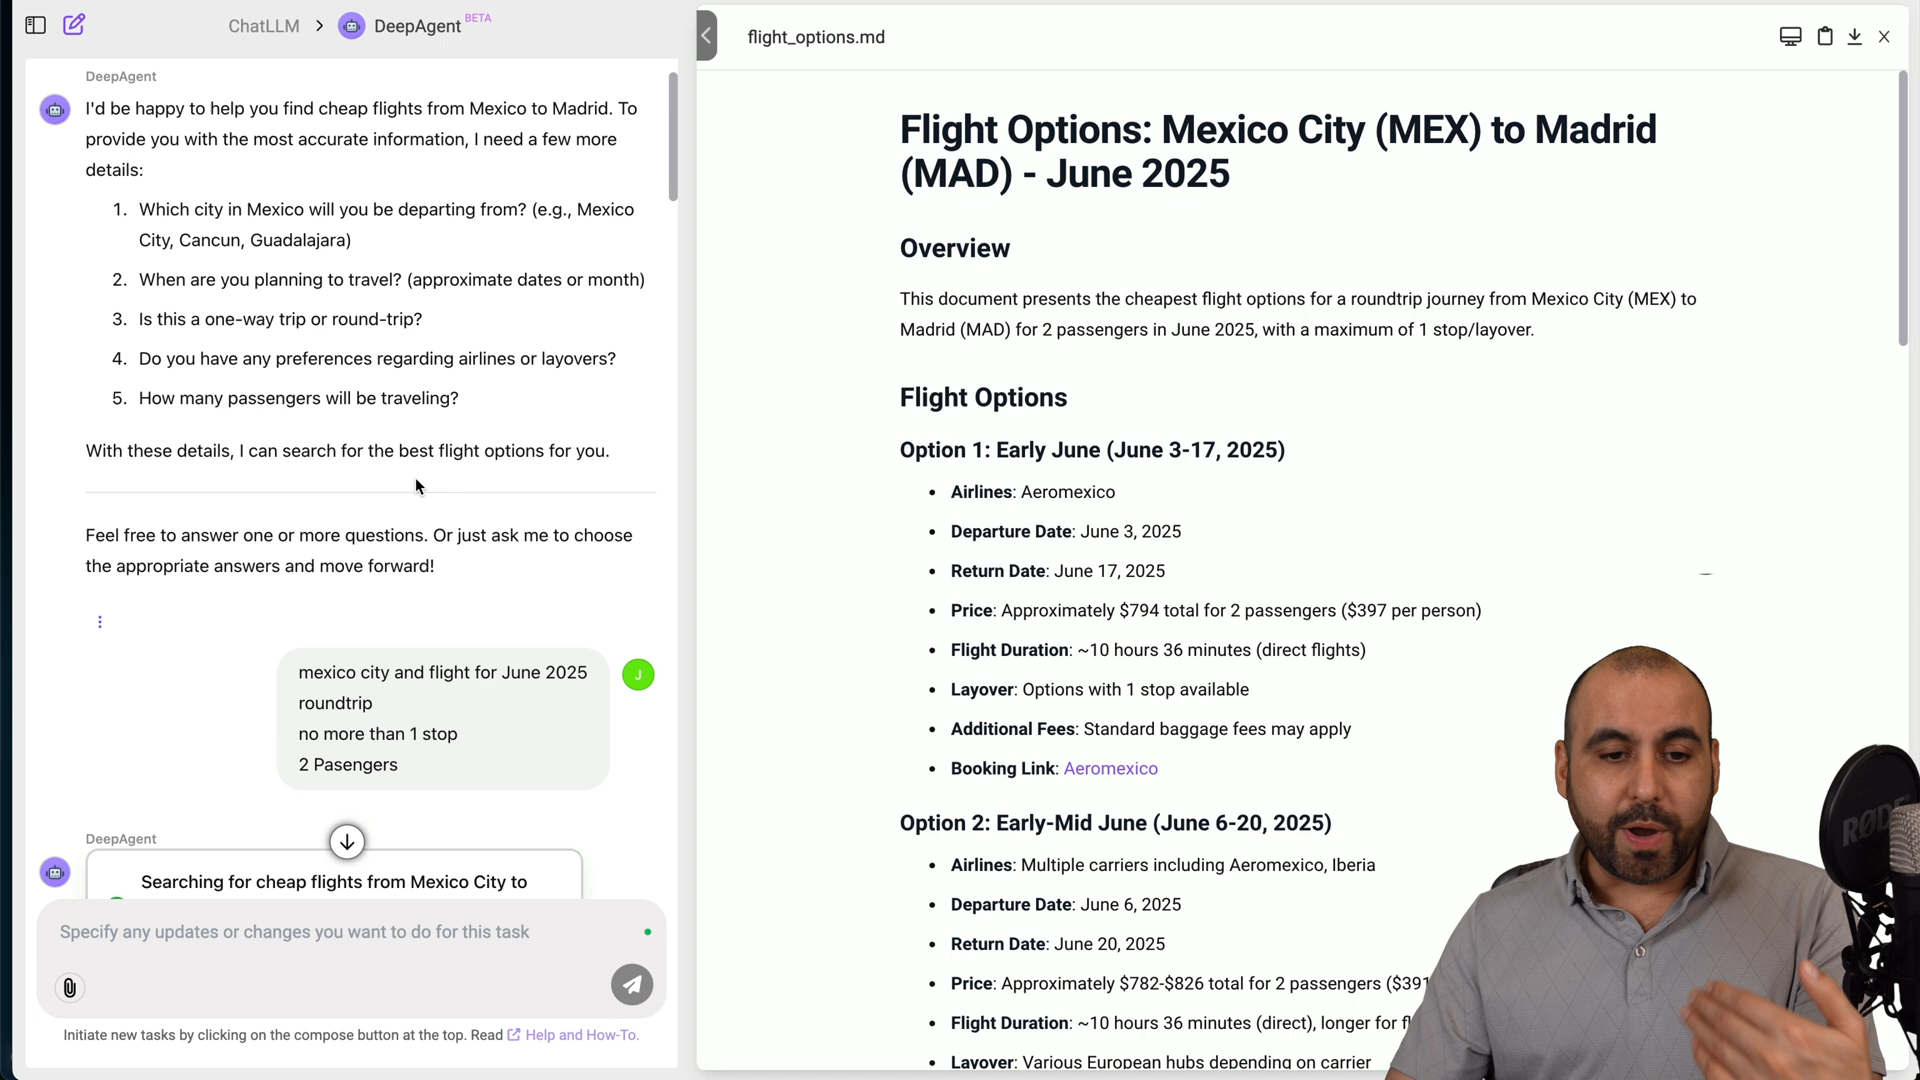 ChatLLM > DeepAgent BETA
DeepAgent
I'd be happy to help you find cheap flights from Mexico to Madrid. To
provide you with the most accurate information, I need a few more
details:
1. Which city in Mexico will you be departing from? (e.g., Mexico
City, Cancun, Guadalajara)
2. When are you planning to travel? (approximate dates or month)
3. Is this a one-way trip or round-trip?
4. Do you have any preferences regarding airlines or layovers?
5. How many passengers will be traveling?
With these details, I can search for the best flight options for you.
Feel free to answer one or more questions. Or just ask me to choose
the appropriate answers and move forward!
mexico city and flight for June 2025
roundtrip
no more than 1 stop
2 Pasengers
J
DeepAgent
Searching for cheap flights from Mexico City to
Specify any updates or changes you want to do for this task
Initiate new tasks by clicking on the compose button at the top. Read Help and How-To.
flight_options.md
Flight Options: Mexico City (MEX) to Madrid
(MAD) - June 2025
Overview
This document presents the cheapest flight options for a roundtrip journey from Mexico City (MEX) to
Madrid (MAD) for 2 passengers in June 2025, with a maximum of 1 stop/layover.
Flight Options
Option 1: Early June (June 3-17, 2025)
• Airlines: Aeromexico
• Departure Date: June 3, 2025
• Return Date: June 17, 2025
• Price: Approximately $794 total for 2 passengers ($397 per person)
• Flight Duration: ~10 hours 36 minutes (direct flights)
• Layover: Options with 1 stop available
• Additional Fees: Standard baggage fees may apply
• Booking Link: Aeromexico
Option 2: Early-Mid June (June 6-20, 2025)
• Airlines: Multiple carriers including Aeromexico, Iberia
• Departure Date: June 6, 2025
• Return Date: June 20, 2025
• Price: Approximately $782-$826 total for 2 passengers ($391
• Flight Duration: ~10 hours 36 minutes (direct), longer for
• Layover: Various European hubs depending on carrier
RØDE